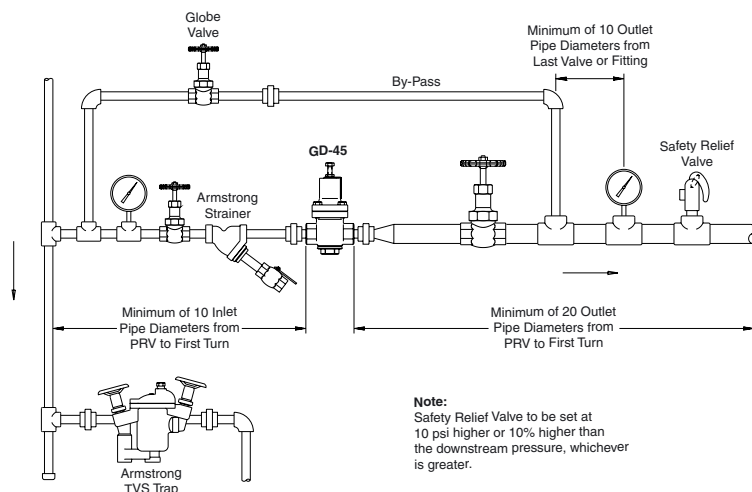 Globe
Valve
Minimum of 10 Outlet
Pipe Diameters from
Last Valve or Fitting
By-Pass
GD-45
Safety Relief
Valve
Armstrong
Strainer
Minimum of 10 Inlet
Pipe Diameters from
PRV to First Turn
Minimum of 20 Outlet
Pipe Diameters from
PRV to First Turn
Note:
Safety Relief Valve to be set at
10 psi higher or 10% higher than
the downstream pressure, whichever
is greater.
Armstrong
TVS Trap